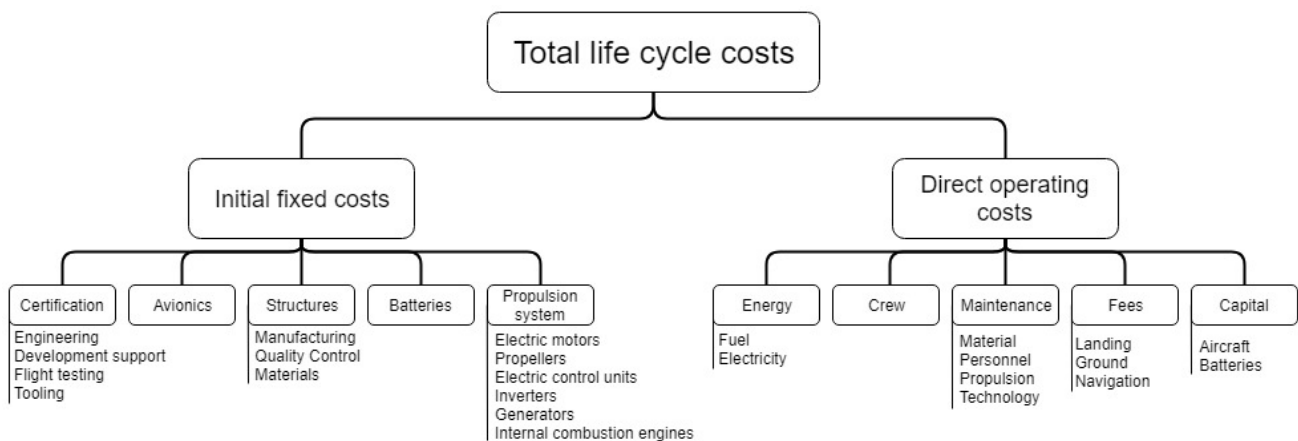 Total life cycle costs
Initial fixed costs
Direct operating
costs
Certification
Engineering
Development support
Flight testing
Tooling
Avionics
Structures
Manufacturing
Quality Control
Materials
Batteries
Propulsion
system
Electric motors
Propellers
Electric control units
Inverters
Generators
Internal combustion engines
Energy
Fuel
Electricity
Crew
Maintenance
Material
Personnel
Propulsion
Technology
Fees
Landing
Ground
Navigation
Capital
Aircraft
Batteries